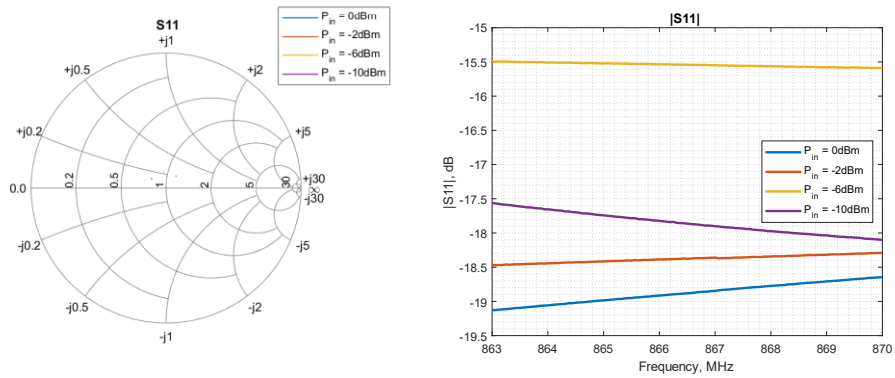 S11
+j1
P_in = 0dBm
P_in = -2dBm
P_in = -6dBm
P_in = -10dBm
+j0.5
+j2
+j0.2
+j5
0.0
0.2
0.5
1
2
5
30
+j30
∞
-j30
-j0.2
-j5
-j0.5
-j2
-j1
|S11|
-15
-15.5
-16
-16.5
-17
-17.5
-18
-18.5
-19
-19.5
|S11|, dB
P_in = 0dBm
P_in = -2dBm
P_in = -6dBm
P_in = -10dBm
863 864 865 866 867 868 869 870
Frequency, MHz